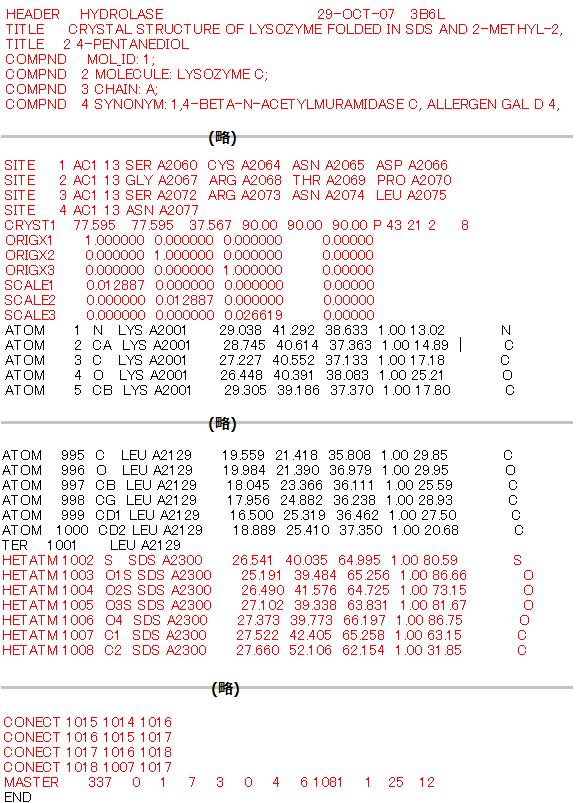 HEADER HYDROLASE 29-OCT-07 3B6L
TITLE CRYSTAL STRUCTURE OF LYSOZYME FOLDED IN SDS AND 2-METHYL-2,
TITLE 2 4-PENTANEDIOL
COMPND MOL_ID: 1;
COMPND 2 MOLECULE: LYSOZYME C;
COMPND 3 CHAIN: A;
COMPND 4 SYNONYM: 1,4-BETA-N-ACETYLMURAMIDASE C, ALLERGEN GAL D 4,
(略)
SITE 1 AC1 13 SER A2060 CYS A2064 ASN A2065 ASP A2066
SITE 2 AC1 13 GLY A2067 ARG A2068 THR A2069 PRO A2070
SITE 3 AC1 13 SER A2072 ARG A2073 ASN A2074 LEU A2075
SITE 4 AC1 13 ASN A2077
CRYST1 77.595 77.595 37.567 90.00 90.00 90.00 P 43 21 2 8
ORIGX1 1.000000 0.000000 0.000000 0.00000
ORIGX2 0.000000 1.000000 0.000000 0.00000
ORIGX3 0.000000 0.000000 1.000000 0.00000
SCALE1 0.012887 0.000000 0.000000 0.00000
SCALE2 0.000000 0.012887 0.000000 0.00000
SCALE3 0.000000 0.000000 0.026619 0.00000
ATOM 1 N LYS A2001 29.038 41.292 38.633 1.00 13.02 N
ATOM 2 CA LYS A2001 28.745 40.614 37.363 1.00 14.89 C
ATOM 3 C LYS A2001 27.227 40.552 37.133 1.00 17.18 C
ATOM 4 O LYS A2001 26.448 40.391 38.083 1.00 25.21 O
ATOM 5 CB LYS A2001 29.305 39.186 37.370 1.00 17.80 C
(略)
ATOM 995 C LEU A2129 19.559 21.418 35.808 1.00 29.85 C
ATOM 996 O LEU A2129 19.984 21.390 36.979 1.00 29.95 O
ATOM 997 CB LEU A2129 18.045 23.366 36.111 1.00 25.59 C
ATOM 998 CG LEU A2129 17.956 24.882 36.238 1.00 28.93 C
ATOM 999 CD1 LEU A2129 16.500 25.319 36.462 1.00 27.50 C
ATOM 1000 CD2 LEU A2129 18.889 25.410 37.350 1.00 20.68 C
TER 1001 LEU A2129
HETATM 1002 S SDS A2300 26.541 40.035 64.995 1.00 80.59 S
HETATM 1003 O1S SDS A2300 25.191 39.484 65.256 1.00 86.66 O
HETATM 1004 O2S SDS A2300 26.490 41.576 64.725 1.00 73.15 O
HETATM 1005 O3S SDS A2300 27.102 39.338 63.831 1.00 81.67 O
HETATM 1006 O4 SDS A2300 27.373 39.773 66.197 1.00 86.75 O
HETATM 1007 C1 SDS A2300 27.522 42.405 65.258 1.00 63.15 C
HETATM 1008 C2 SDS A2300 27.660 52.106 62.154 1.00 31.85 C
(略)
CONECT 1015 1014 1016
CONECT 1016 1015 1017
CONECT 1017 1016 1018
CONECT 1018 1007 1017
MASTER 337 0 1 7 3 0 4 6 1081 1 25 12
END